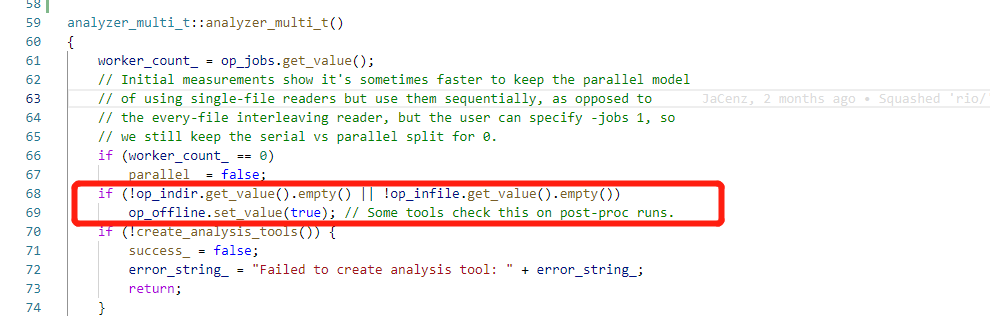 58
59 analyzer_multi_t::analyzer_multi_t()
60 {
61 worker_count_ = op_jobs.get_value();
62 // Initial measurements show it's sometimes faster to keep the parallel model
63 // of using single-file readers but use them sequentially, as opposed to JaCenz, 2 months ago • Squashed 'rio/
64 // the every-file interleaving reader, but the user can specify -jobs 1, so
65 // we still keep the serial vs parallel split for 0.
66 if (worker_count_ == 0)
67 parallel_ = false;
68 if (!op_indir.get_value().empty() || !op_infile.get_value().empty())
69 op_offline.set_value(true); // Some tools check this on post-proc runs.
70 if (!create_analysis_tools()) {
71 success_ = false;
72 error_string_ = "Failed to create analysis tool: " + error_string_;
73 return;
74 }